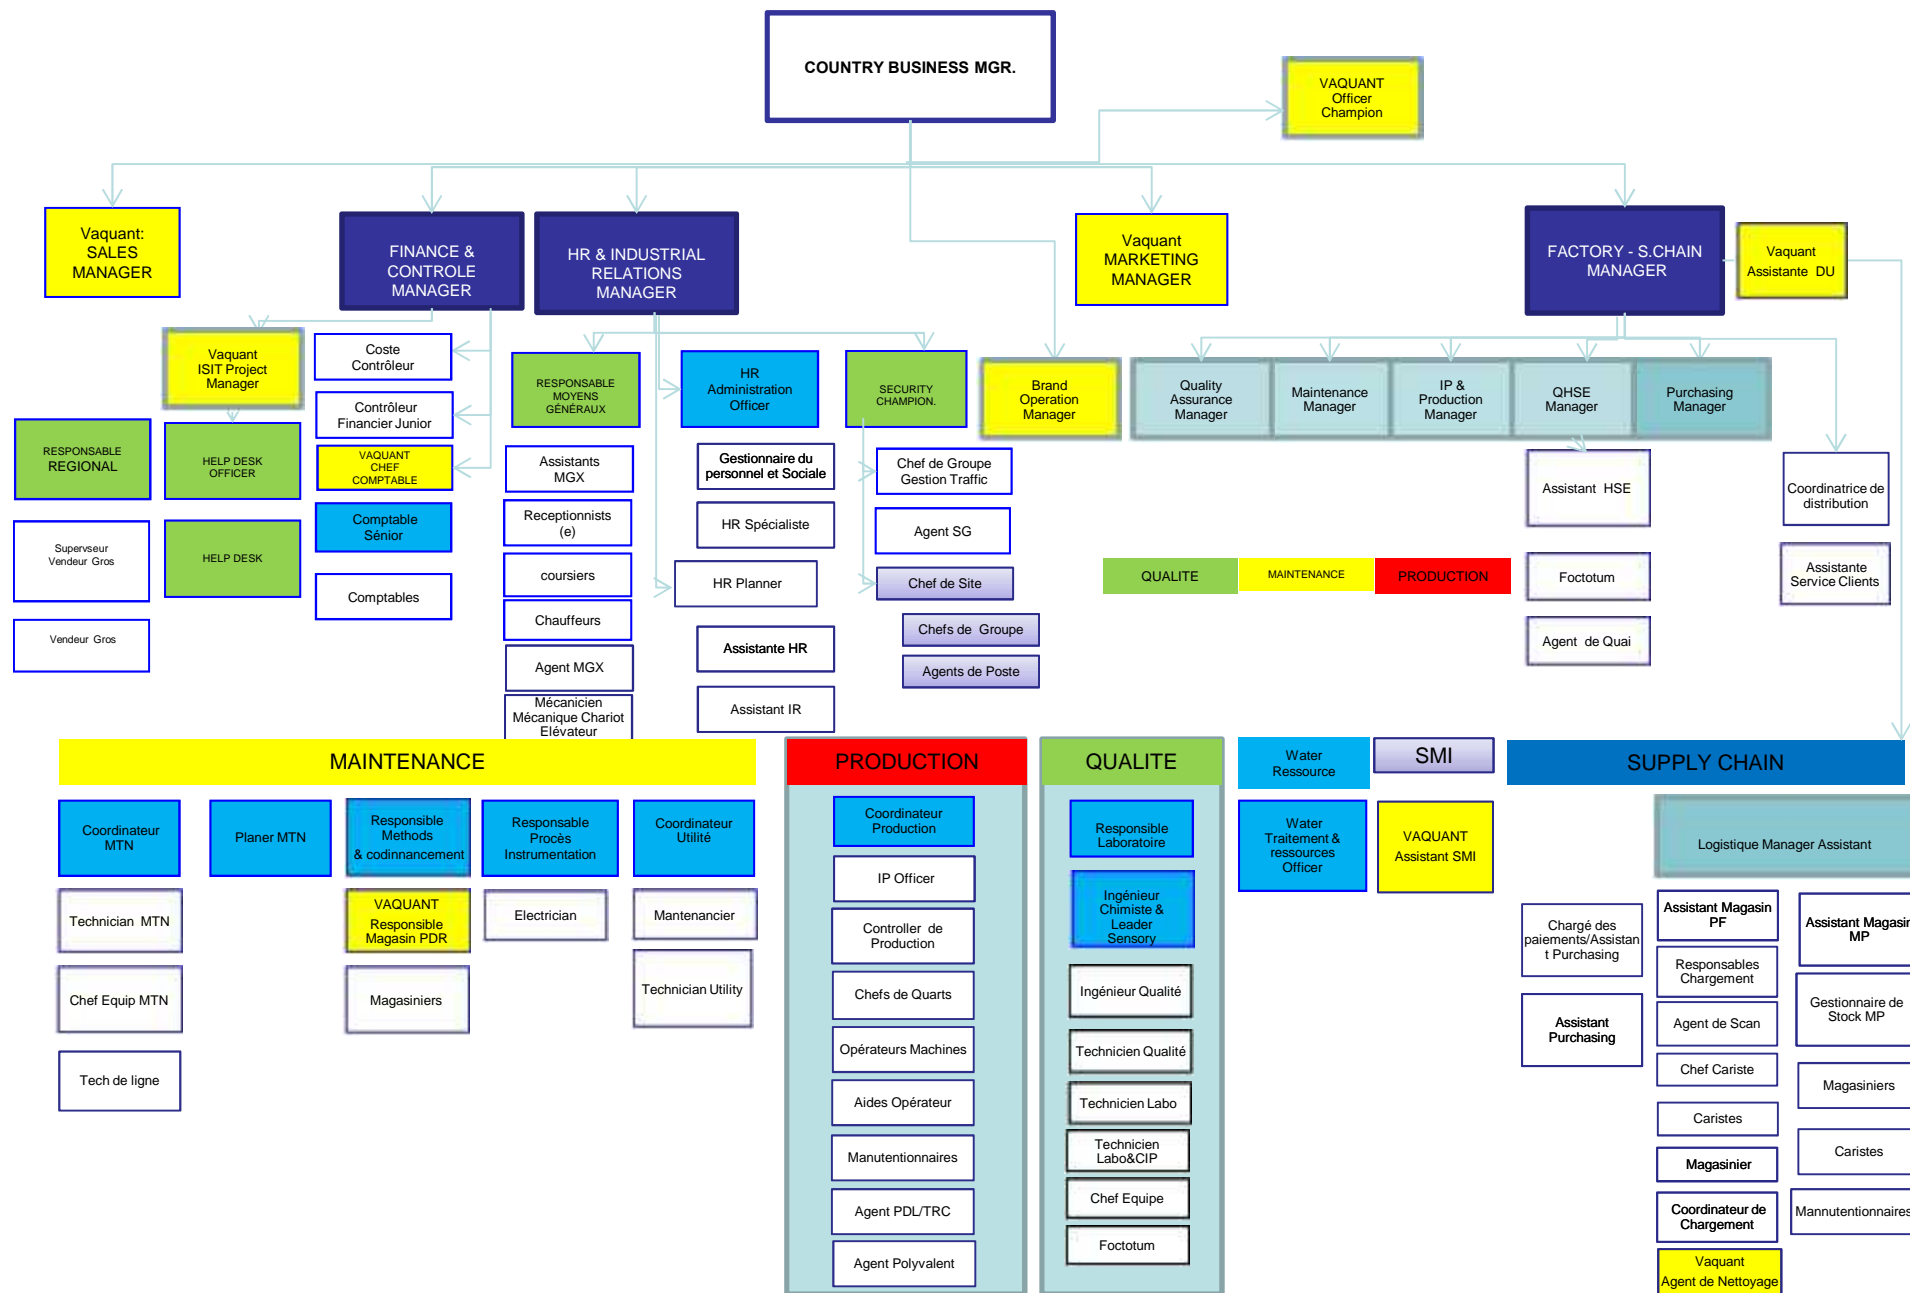 COUNTRY BUSINESS MGR.
VAQUANT
Officer
Champion
Vaquant:
SALES
MANAGER
FINANCE &
CONTROLE
MANAGER
HR & INDUSTRIAL
RELATIONS
MANAGER
Vaquant
MARKETING
MANAGER
FACTORY - S.CHAIN
MANAGER
Vaquant
Assistante DU
Vaquant
ISIT Project
Manager
Coste
Contrôleur
RESPONSABLE
MOYENS
GÉNÉRAUX
HR
Administration
Officer
SECURITY
CHAMPION.
Brand
Operation
Manager
Quality
Assurance
Manager
Maintenance
Manager
IP &
Production
Manager
QHSE
Manager
Purchasing
Manager
Contrôleur
Financier Junior
RESPONSABLE
REGIONAL
HELP DESK
OFFICER
VAQUANT
CHEF
COMPTABLE
Assistants
MGX
Gestionnaire du
personnel et Sociale
Chef de Groupe
Gestion Traffic
Assistant HSE
Coordinatrice de
distribution
Supervseur
Vendeur Gros
HELP DESK
Comptable
Sénior
Receptionnists
(e)
HR Spécialiste
Agent SG
coursiers
HR Planner
Chef de Site
QUALITE
MAINTENANCE
PRODUCTION
Foctotum
Assistante
Service Clients
Comptables
Chauffeurs
Chefs de Groupe
Vendeur Gros
Assistante HR
Agent de Quai
Agent MGX
Agents de Poste
Mécanicien
Mécanique Chariot
Elévateur
Assistant IR
MAINTENANCE
PRODUCTION
QUALITE
Water
Ressource
SMI
SUPPLY CHAIN
Coordinateur
MTN
Planer MTN
Responsible
Methods
& codinnancement
Responsable
Procès
Instrumentation
Coordinateur
Utilité
Coordinateur
Production
Responsible
Laboratoire
Water
Traitement &
ressources
Officer
VAQUANT
Assistant SMI
Logistique Manager Assistant
Technician MTN
VAQUANT
Responsible
Magasin PDR
Electrician
Mantenancier
IP Officer
Ingénieur
Chimiste &
Leader
Sensory
Chargé des
paiements/Assistan
t Purchasing
Assistant Magasin
PF
Assistant Magasin
MP
Controller de
Production
Responsables
Chargement
Chef Equip MTN
Magasiniers
Technician Utility
Chefs de Quarts
Ingénieur Qualité
Assistant
Purchasing
Agent de Scan
Gestionnaire de
Stock MP
Opérateurs Machines
Technicien Qualité
Chef Cariste
Tech de ligne
Aides Opérateur
Technicien Labo
Caristes
Magasiniers
Manutentionnaires
Technicien
Labo&CIP
Magasinier
Caristes
Agent PDL/TRC
Chef Equipe
Coordinateur de
Chargement
Mannutentionnaires
Agent Polyvalent
Foctotum
Vaquant
Agent de Nettoyage